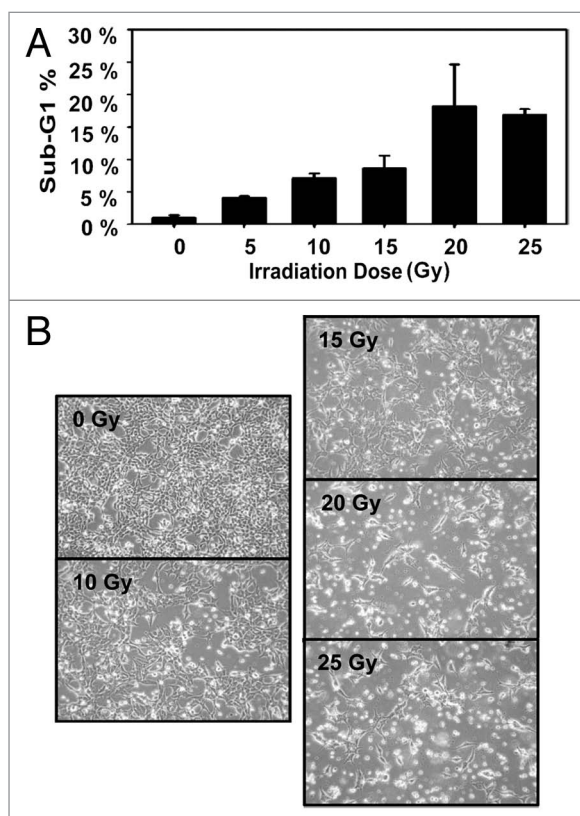 A
Sub-G1 %
30 %
25 %
20 %
15 %
10 %
5 %
0 %
0 5 10 15 20 25
Irradiation Dose (Gy)
B
0 Gy
10 Gy
15 Gy
20 Gy
25 Gy